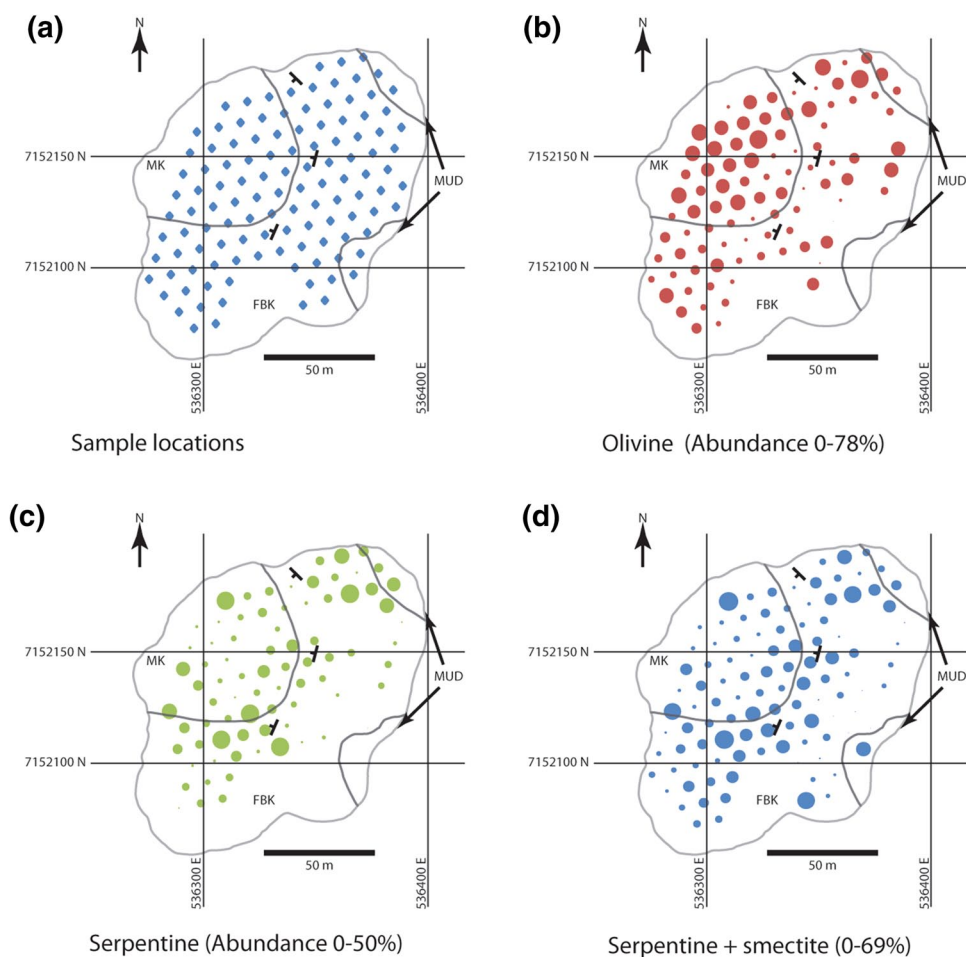 (a)
N
7152150 N
MK
MUD
7152100 N
FBK
536300 E
536400 E
50 m
Sample locations
(b)
N
7152150 N
MK
MUD
7152100 N
FBK
536300 E
536400 E
50 m
Olivine (Abundance 0-78%)
(c)
N
7152150 N
MK
MUD
7152100 N
FBK
536300 E
536400 E
50 m
Serpentine (Abundance 0-50%)
(d)
N
7152150 N
MK
MUD
7152100 N
FBK
536300 E
536400 E
50 m
Serpentine + smectite (0-69%)